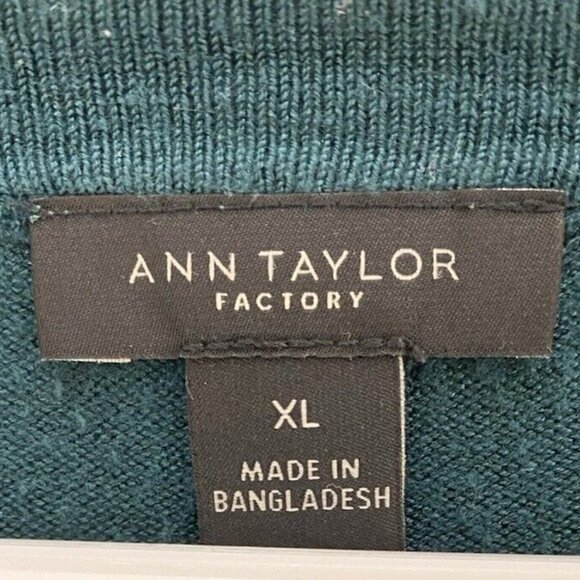 ANN TAYLOR
FACTORY
XL
MADE IN
BANGLADESH